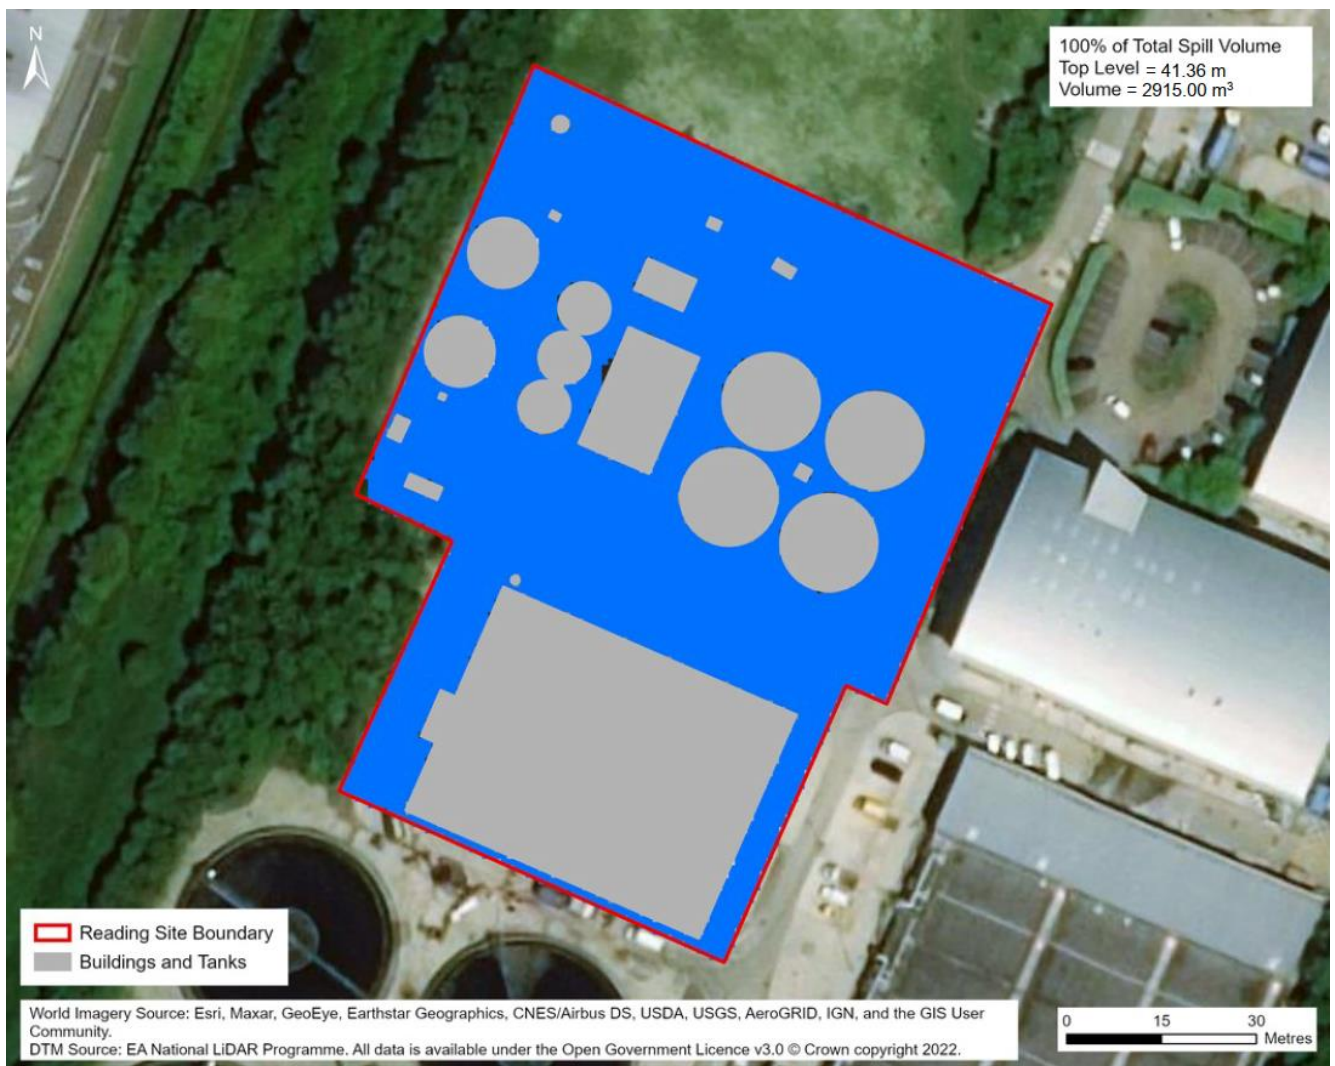 N
100% of Total Spill Volume
Top Level = 41.36 m
Volume = 2915.00 m³
Reading Site Boundary
Buildings and Tanks
World Imagery Source: Esri, Maxar, GeoEye, Earthstar Geographics, CNES/Airbus DS, USDA, USGS, AeroGRID, IGN, and the GIS User
Community.
DTM Source: EA National LiDAR Programme. All data is available under the Open Government Licence v3.0 © Crown copyright 2022.
0 15 30
Metres